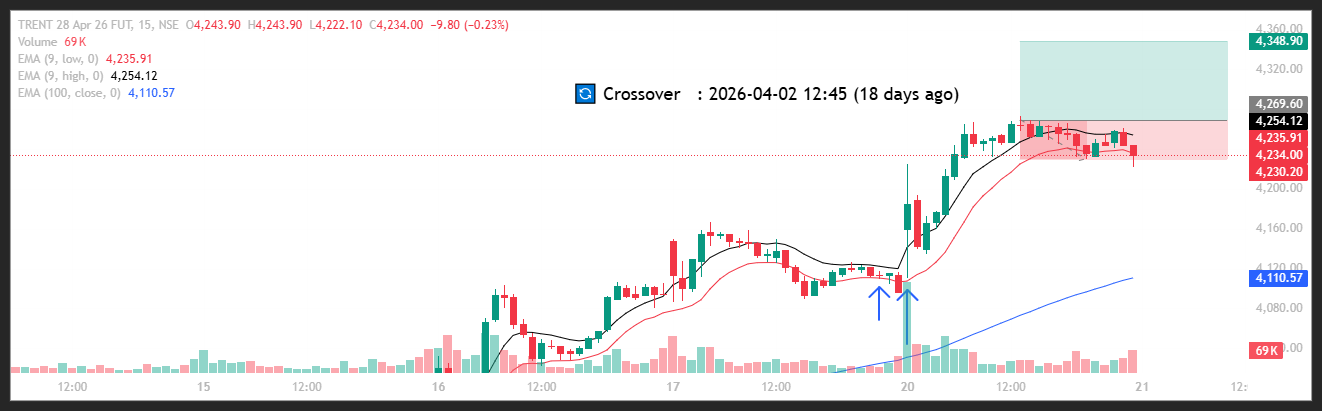 TRENT 28 Apr 26 FUT, 15, NSE O4,243.90 H4,243.90 L4,222.10 C4,234.00 −9.80 (−0.23%)
Volume 69 K
EMA (9, low, 0) 4,235.91
EMA (9, high, 0) 4,254.12
EMA (100, close, 0) 4,110.57
Crossover : 2026-04-02 12:45 (18 days ago)
4,360.00
4,348.90
4,320.00
4,269.60
4,254.12
4,235.91
4,234.00
4,230.20
4,200.00
4,160.00
4,120.00
4,110.57
4,080.00
69 K
12:00 15 12:00 16 12:00 17 12:00 20 12:00 21